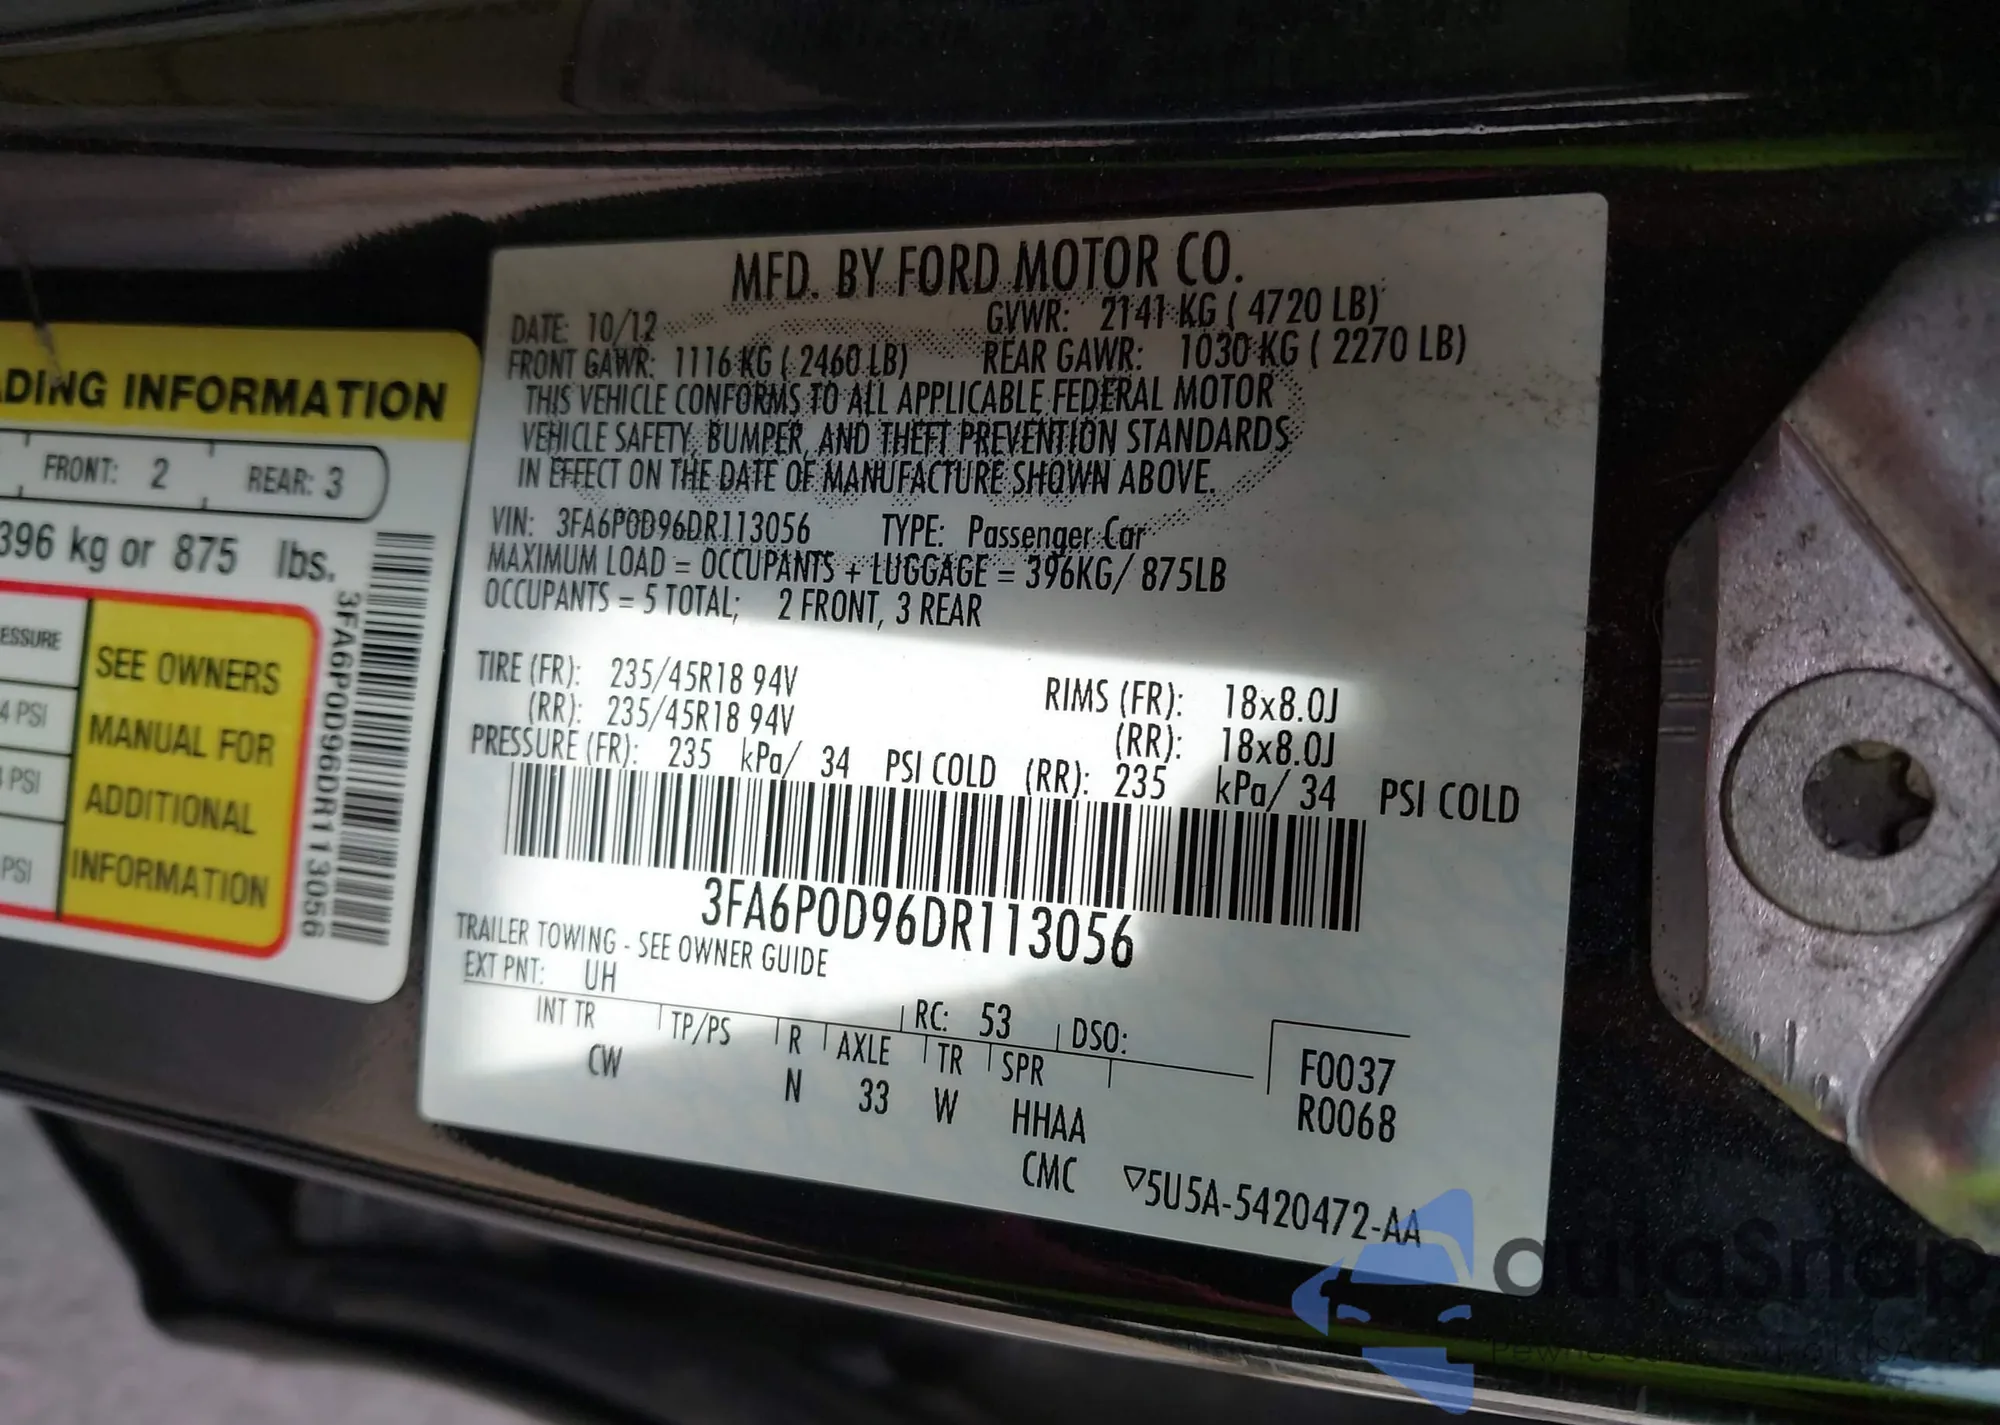 MFD. BY FORD MOTOR CO.
DATE: 10/12 GVWR: 2141 KG ( 4720 LB)
FRONT GAWR: 1116 KG ( 2460 LB) REAR GAWR: 1030 KG ( 2270 LB)
THIS VEHICLE CONFORMS TO ALL APPLICABLE FEDERAL MOTOR
VEHICLE SAFETY, BUMPER, AND THEFT PREVENTION STANDARDS
IN EFFECT ON THE DATE OF MANUFACTURE SHOWN ABOVE.
VIN: 3FA6P0D96DR113056 TYPE: Passenger Car
MAXIMUM LOAD = OCCUPANTS + LUGGAGE = 396KG/ 875LB
OCCUPANTS = 5 TOTAL; 2 FRONT, 3 REAR
TIRE (FR): 235/45R18 94V RIMS (FR): 18x8.0J
(RR): 235/45R18 94V (RR): 18x8.0J
PRESSURE (FR): 235 kPa/ 34 PSI COLD (RR): 235 kPa/ 34 PSI COLD
3FA6P0D96DR113056
TRAILER TOWING - SEE OWNER GUIDE
EXT PNT: UH RC: 53 DSO:
INT TR TP/PS R AXLE TR SPR F0037
CW N 33 W HHAA R0068
CMC ▽5U5A-5420472-AA
DING INFORMATION
FRONT: 2 REAR: 3
396 kg or 875 lbs.
ESSURE
4 PSI
PSI
PSI
SEE OWNERS
MANUAL FOR
ADDITIONAL
INFORMATION
3FA6P0D96DR113056
autaSnap